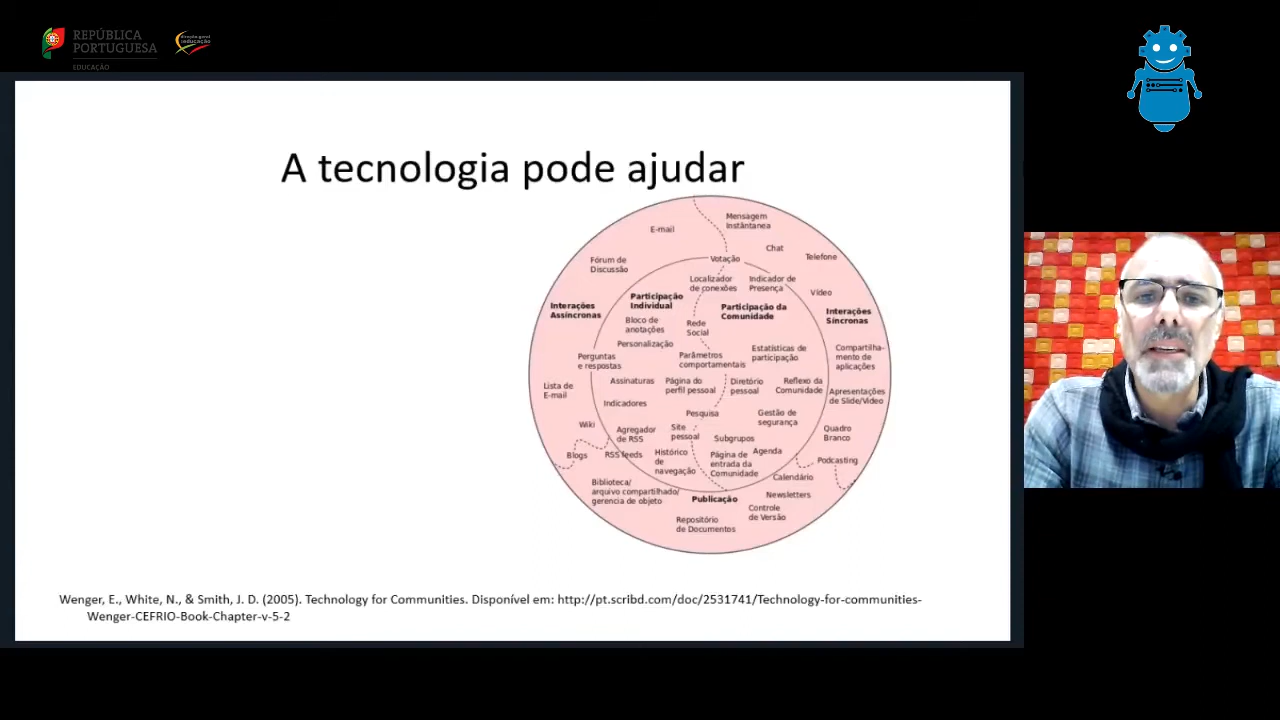 REPÚBLICA
PORTUGUESA
EDUCAÇÃO
direção geral
educação
A tecnologia pode ajudar
Mensagem
Instântanea
E-mail
Chat
Telefone
Votação
Fórum de
Discussão
Localizador
de conexões
Indicador de
Presença
Vídeo
Interações
Assíncronas
Participação
Individual
Participação da
Comunidade
Interações
Síncronas
Bloco de
anotações
Rede
Social
Personalização
Perguntas
e respostas
Parâmetros
comportamentais
Estatísticas de
participação
Compartilha-
mento de
aplicações
Lista de
E-mail
Assinaturas
Página do
perfil pessoal
Diretório
pessoal
Reflexo da
Comunidade
Apresentações
de Slide/Vídeo
Indicadores
Pesquisa
Gestão de
segurança
Wiki
Agregador
de RSS
Site
pessoal
Subgrupos
Quadro
Branco
Blogs
RSS feeds
Histórico
de
navegação
Página de
entrada da
Comunidade
Agenda
Podcasting
Calendário
Biblioteca/
arquivo compartilhado/
gerencia de objeto
Publicação
Newsletters
Controle
de Versão
Repositório
de Documentos
Wenger, E., White, N., & Smith, J. D. (2005). Technology for Communities. Disponível em: http://pt.scribd.com/doc/2531741/Technology-for-communities-
Wenger-CEFRIO-Book-Chapter-v-5-2